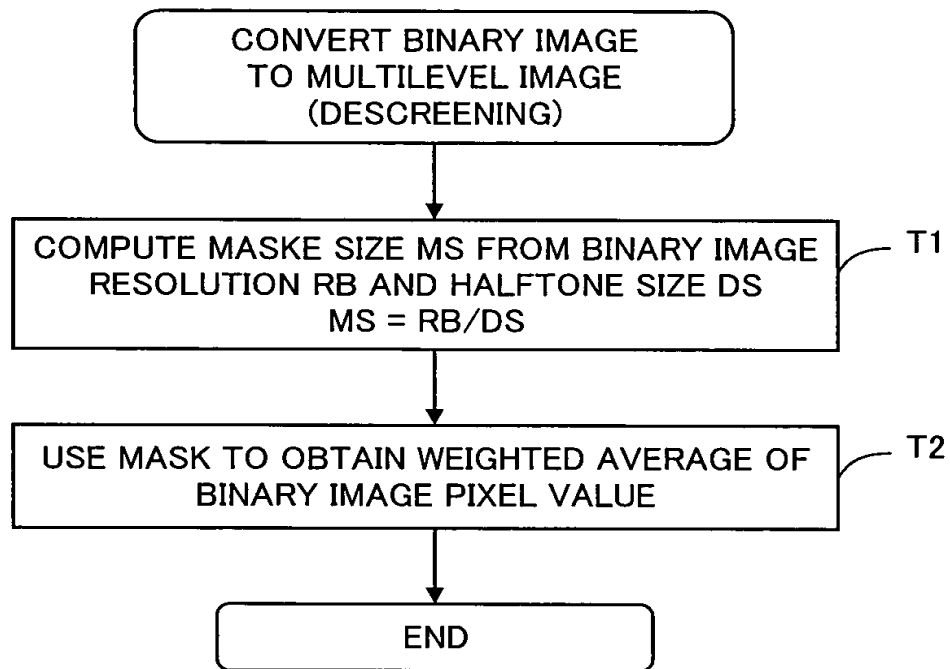 CONVERT BINARY IMAGE
TO MULTILEVEL IMAGE
(DESCREENING)
COMPUTE MASKE SIZE MS FROM BINARY IMAGE
RESOLUTION RB AND HALFTONE SIZE DS
MS = RB/DS
T1
USE MASK TO OBTAIN WEIGHTED AVERAGE OF
BINARY IMAGE PIXEL VALUE
T2
END